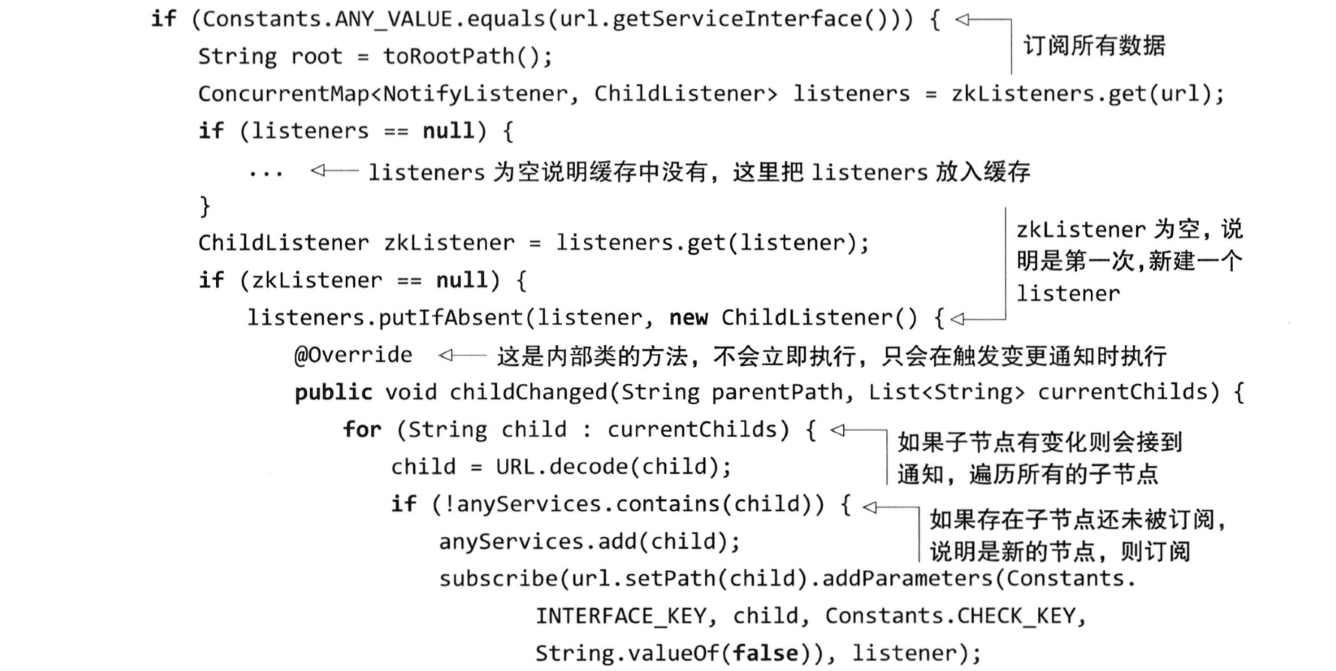 if (Constants.ANY_VALUE.equals(url.getServiceInterface())) {
订阅所有数据
String root = toRootPath();
ConcurrentMap<NotifyListener, ChildListener> listeners = zkListeners.get(url);
if (listeners == null) {
... listeners 为空说明缓存中没有，这里把 listeners 放入缓存
}
ChildListener zkListener = listeners.get(listener);
zkListener 为空，说
明是第一次，新建一个
listener
if (zkListener == null) {
listeners.putIfAbsent(listener, new ChildListener() {
@Override 这是内部类的方法，不会立即执行，只会在触发变更通知时执行
public void childChanged(String parentPath, List<String> currentChilds) {
for (String child : currentChilds) {
如果子节点有变化则会接到
通知，遍历所有的子节点
child = URL.decode(child);
if (!anyServices.contains(child)) {
如果存在子节点还未被订阅，
说明是新的节点，则订阅
anyServices.add(child);
subscribe(url.setPath(child).addParameters(Constants.
INTERFACE_KEY, child, Constants.CHECK_KEY,
String.valueOf(false)), listener);